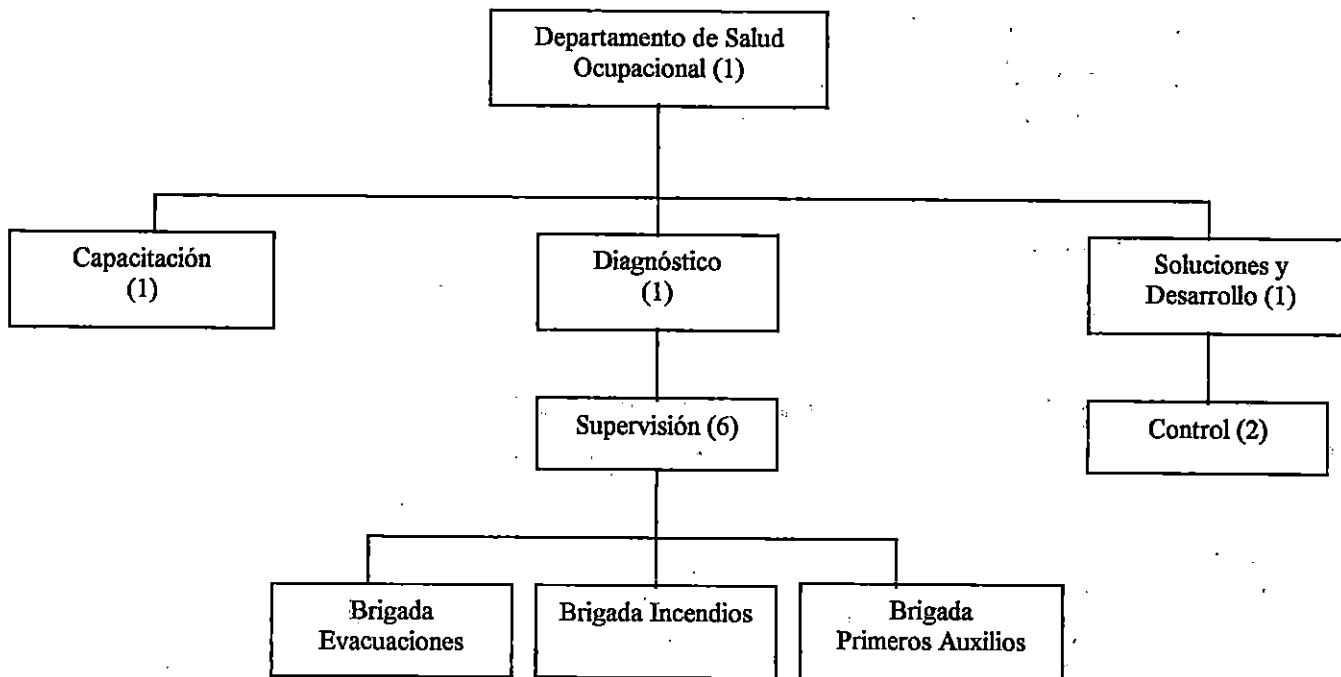 Departamento de Salud
Ocupacional (1)
Capacitación
(1)
Diagnóstico
(1)
Soluciones y
Desarrollo (1)
Supervisión (6)
Control (2)
Brigada
Evacuaciones
Brigada Incendios
Brigada
Primeros Auxilios